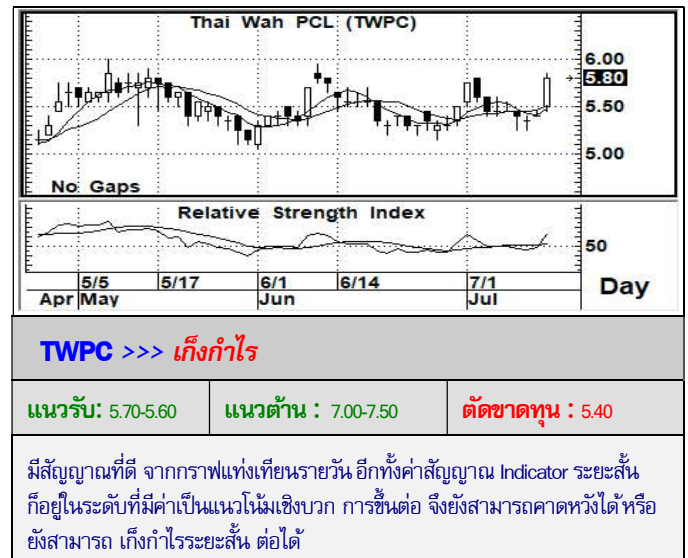 Thai Wah PCL (TWPC)
6.00
5.80
5.50
5.00
No Gaps
Relative Strength Index
50
5/5 5/17 6/1 6/14 7/1
Apr May Jun Jul
Day
TWPC >>> เก็งกำไร
แนวรับ: 5.70-5.60
แนวต้าน : 7.00-7.50
ตัดขาดทุน : 5.40
มีสัญญาณที่ดี จากกราฟแท่งเทียนรายวัน อีกทั้งค่าสัญญาณ Indicator ระยะสั้น
ก็อยู่ในระดับที่มีค่าเป็นแนวโน้มเชิงบวก การขึ้นต่อ จึงยังสามารถคาดหวังได้ หรือ
ยังสามารถ เก็งกำไรระยะสั้น ต่อได้